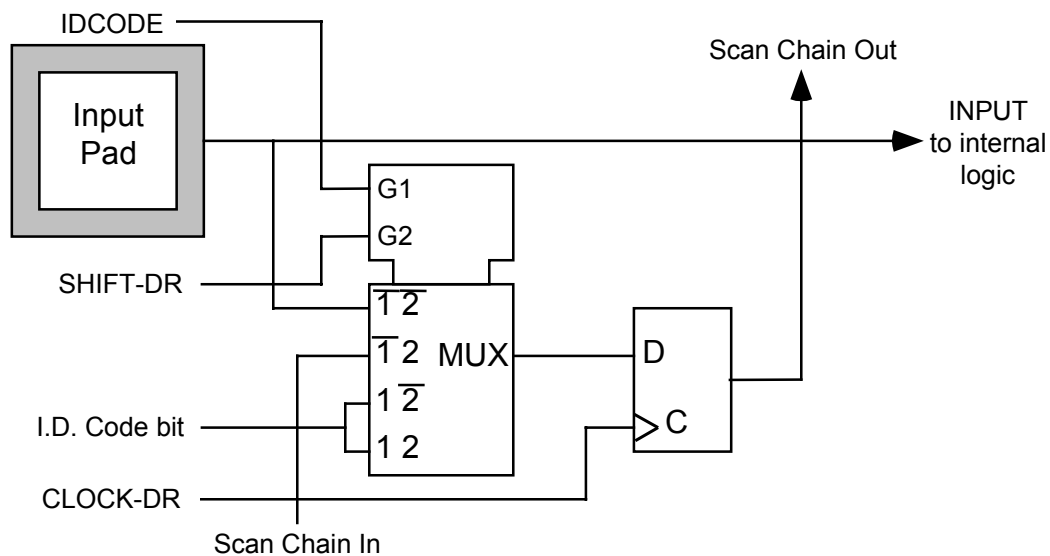 IDCODE
Scan Chain Out
Input
Pad
INPUT
to internal
logic
G1
G2
SHIFT-DR
1̅ 2̅
1̅ 2
MUX
D
1 2̅
I.D. Code bit
1 2
C
CLOCK-DR
Scan Chain In